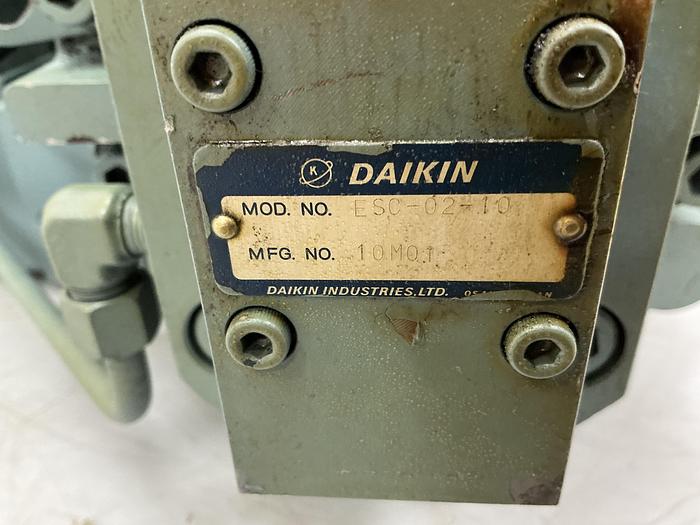 K DAIKIN
MOD. NO. ESC-02-10
MFG. NO. 10M01
DAIKIN INDUSTRIES, LTD.